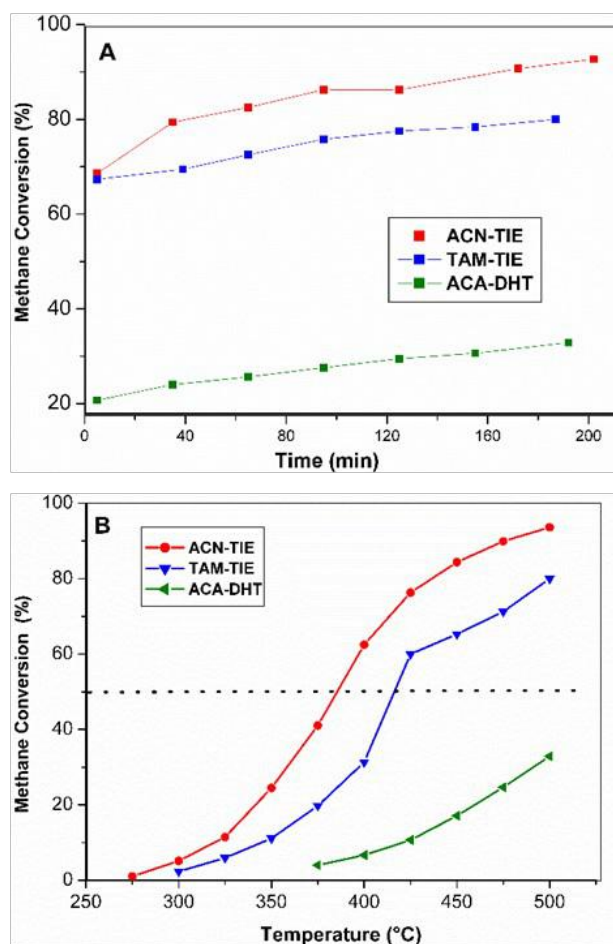 A
Methane Conversion (%)
100
80
60
40
20
ACN-TIE
TAM-TIE
ACA-DHT
0 40 80 120 160 200
Time (min)
B
Methane Conversion (%)
100
80
60
40
20
0
ACN-TIE
TAM-TIE
ACA-DHT
250 300 350 400 450 500
Temperature (°C)